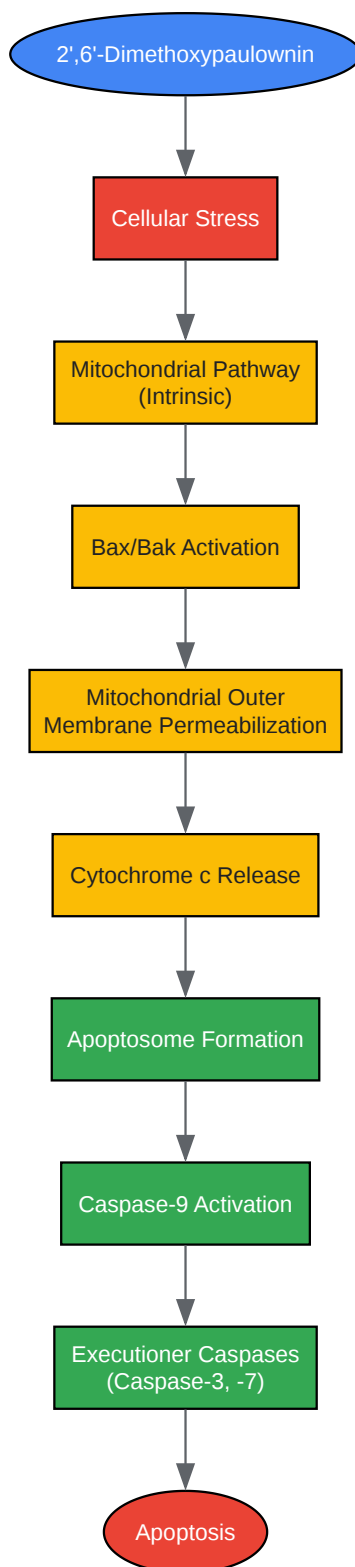 2',6'-Dimethoxypaulownin
Cellular Stress
Mitochondrial Pathway
(Intrinsic)
Bax/Bak Activation
Mitochondrial Outer
Membrane Permeabilization
Cytochrome c Release
Apoptosome Formation
Caspase-9 Activation
Executioner Caspases
(Caspase-3, -7)
Apoptosis